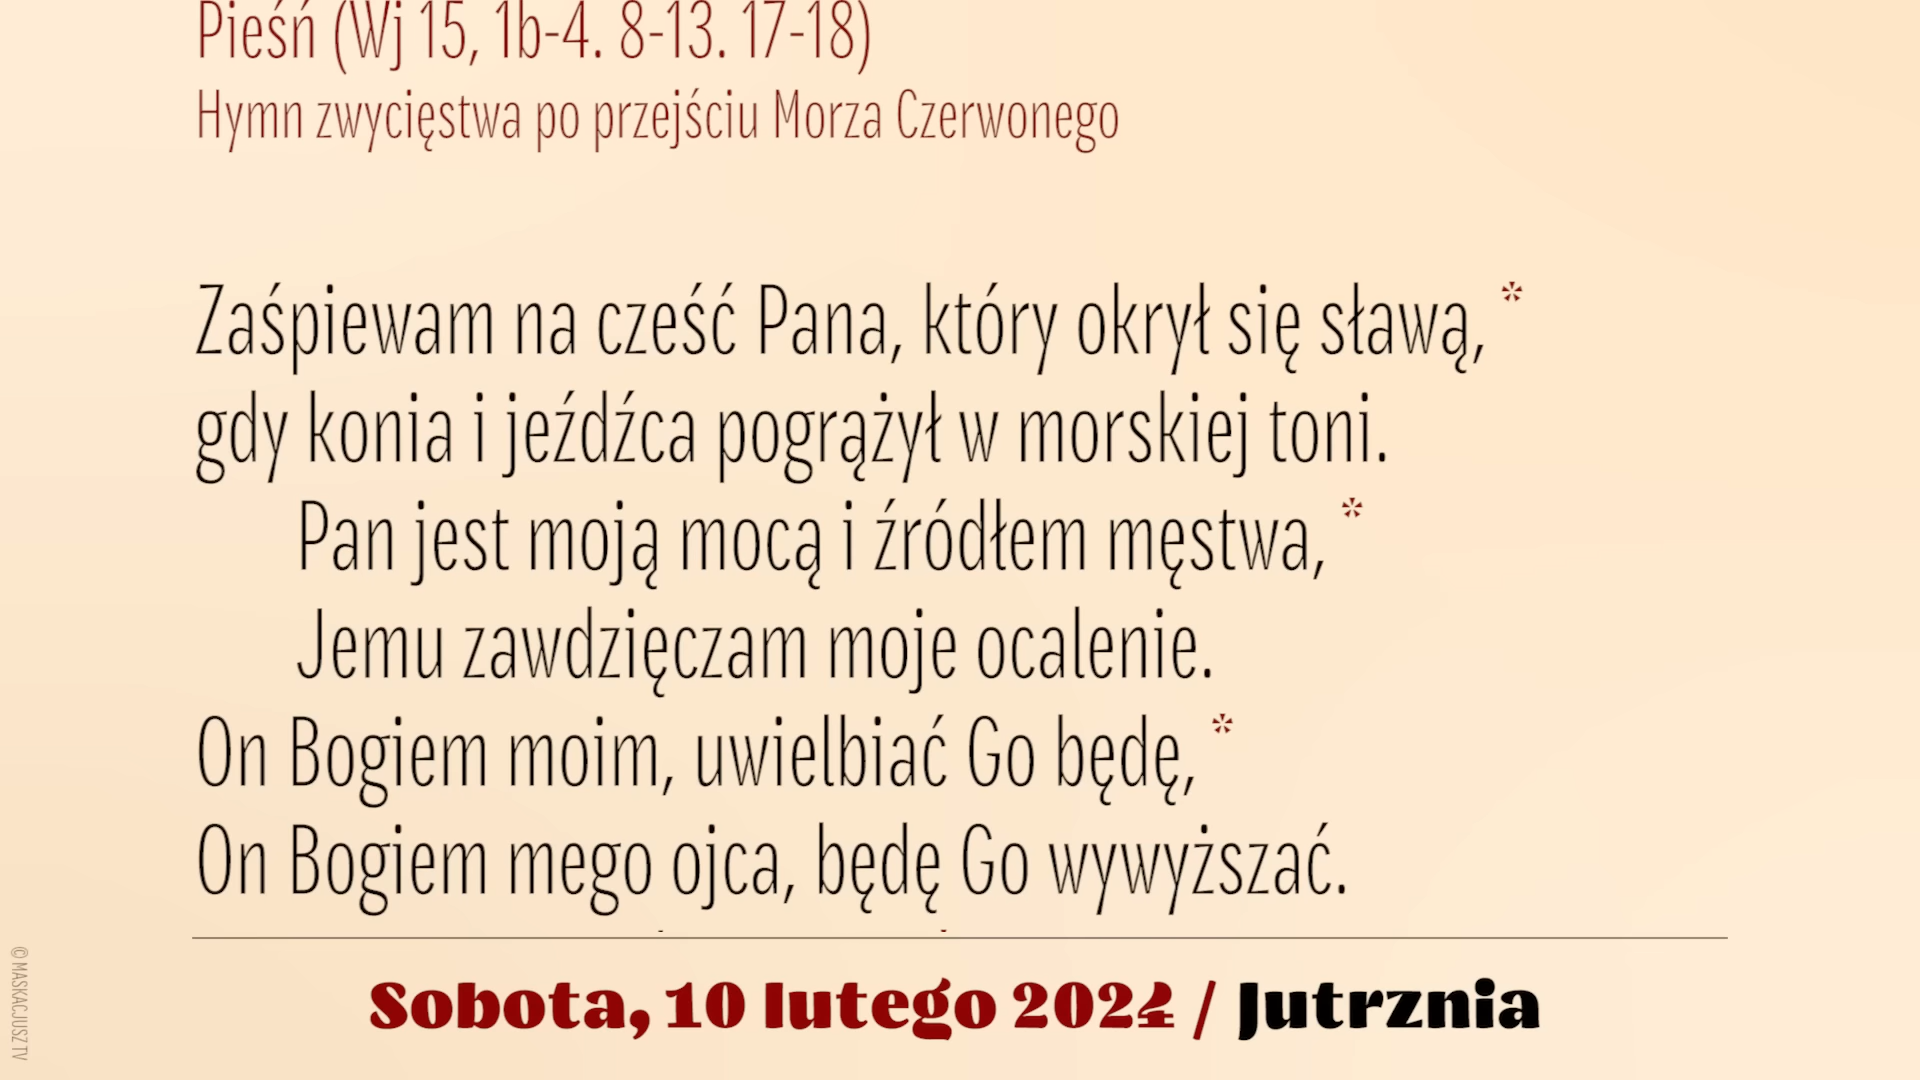 Pieśń (Wj 15, 1b-4. 8-13. 17-18)
Hymn zwycięstwa po przejściu Morza Czerwonego
Zaśpiewam na cześć Pana, który okrył się sławą, *
gdy konia i jeźdźca pogrążył w morskiej toni.
Pan jest moją mocą i źródłem męstwa, *
Jemu zawdzięczam moje ocalenie.
On Bogiem moim, uwielbiać Go będę, *
On Bogiem mego ojca, będę Go wywyższać.
Sobota, 10 lutego 2024 / Jutrznia
© MASKACJUSZ TV